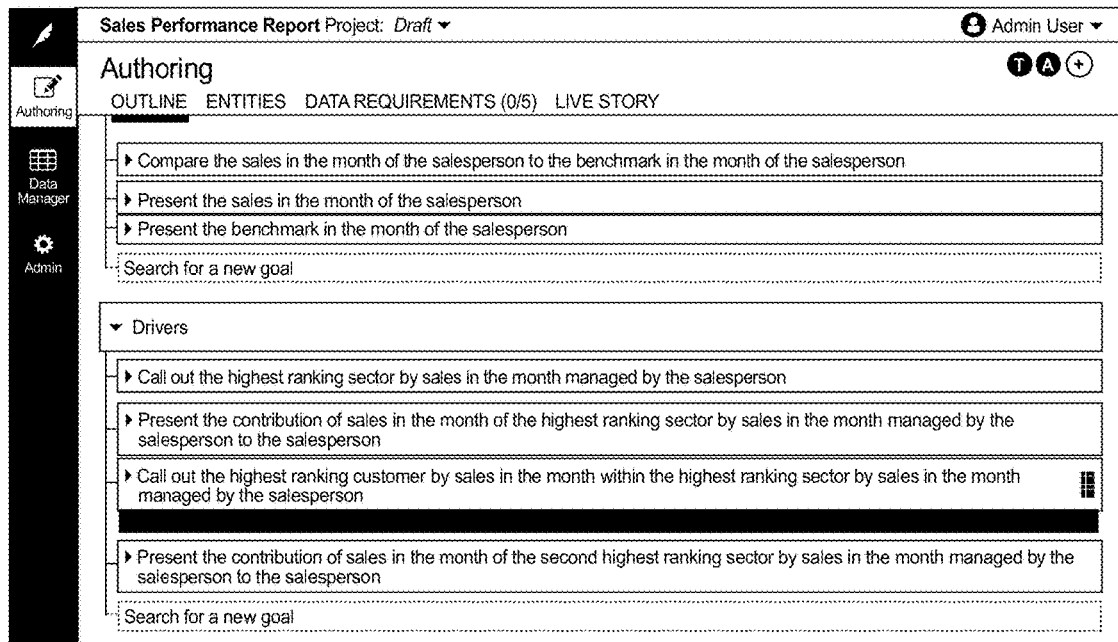 Sales Performance Report Project: Draft
Admin User
Authoring
T A +
Authoring
OUTLINE ENTITIES DATA REQUIREMENTS (0/5) LIVE STORY
Compare the sales in the month of the salesperson to the benchmark in the month of the salesperson
Data
Manager
Present the sales in the month of the salesperson
Present the benchmark in the month of the salesperson
Admin
Search for a new goal
Drivers
Call out the highest ranking sector by sales in the month managed by the salesperson
Present the contribution of sales in the month of the highest ranking sector by sales in the month managed by the
salesperson to the salesperson
Call out the highest ranking customer by sales in the month within the highest ranking sector by sales in the month
managed by the salesperson
Present the contribution of sales in the month of the second highest ranking sector by sales in the month managed by the
salesperson to the salesperson
Search for a new goal